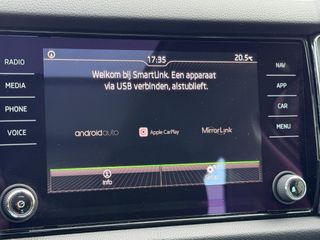 RADIO
MEDIA
PHONE
VOICE
17:35
20.5°C
Welkom bij SmartLink. Een apparaat
via USB verbinden, alstublieft.
androidauto
Apple CarPlay
MirrorLink
Info
NAV
APP
CAR
MENU